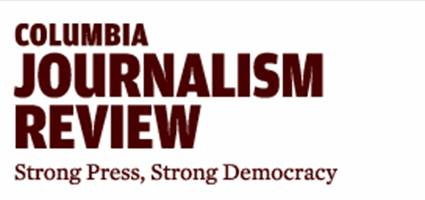 COLUMBIA
JOURNALISM
REVIEW
Strong Press, Strong Democracy